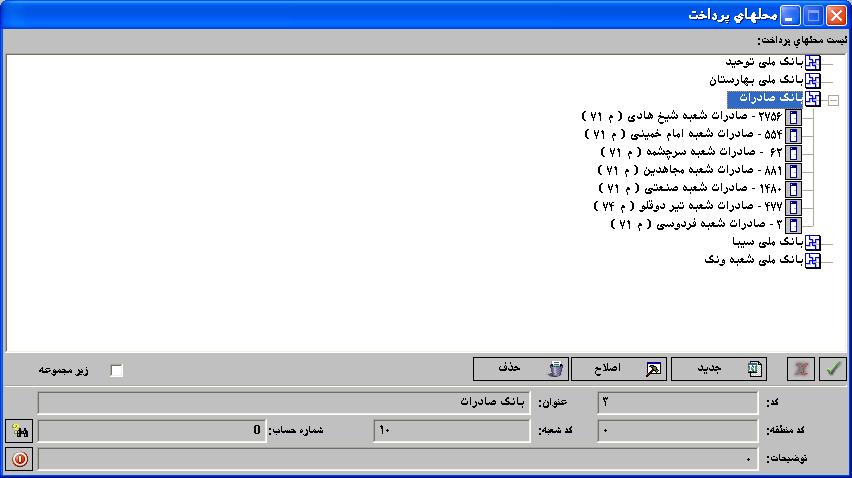 محلهاي پرداخت
ليست محلهاي پرداخت:
بانک ملی توحید
بانک ملی بهارستان
بانک صادرات
۲۷۵۶ - صادرات شعبه شیخ هادی ( م ۷۱ )
۵۵۴ - صادرات شعبه امام خمینی ( م ۷۱ )
۶۲ - صادرات شعبه سرچشمه ( م ۷۱ )
۸۸۱ - صادرات شعبه مجاهدین ( م ۷۱ )
۱۴۸۰ - صادرات شعبه صنعتی ( م ۷۱ )
۴۷۷ - صادرات شعبه تیر دوقلو ( م ۷۴ )
۳ - صادرات شعبه فردوسی ( م ۷۱ )
بانک ملی سیبا
بانک ملی شعبه ونک
جدید اصلاح حذف زیر مجموعه
کد: ۳ عنوان: بانک صادرات
کد منطقه: ۰ کد شعبه: ۱۰ شماره حساب: 0
توضیحات: ۰